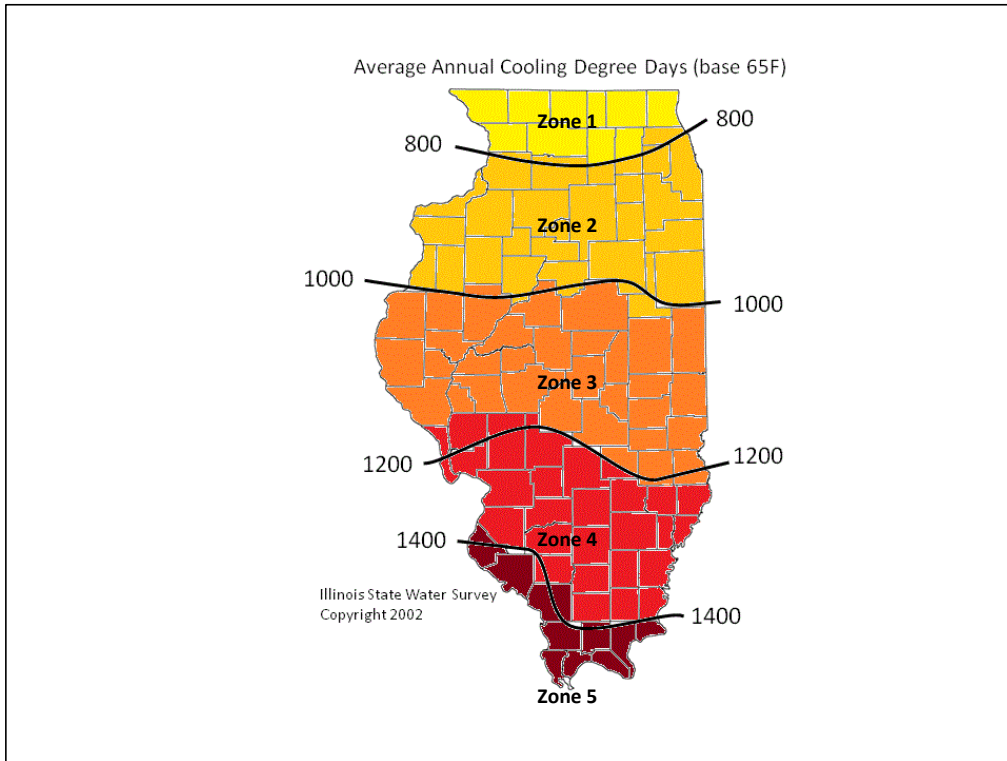 Average Annual Cooling Degree Days (base 65F)
Zone 1
800
800
Zone 2
1000
1000
Zone 3
1200
1200
Zone 4
1400
Illinois State Water Survey
Copyright 2002
1400
Zone 5